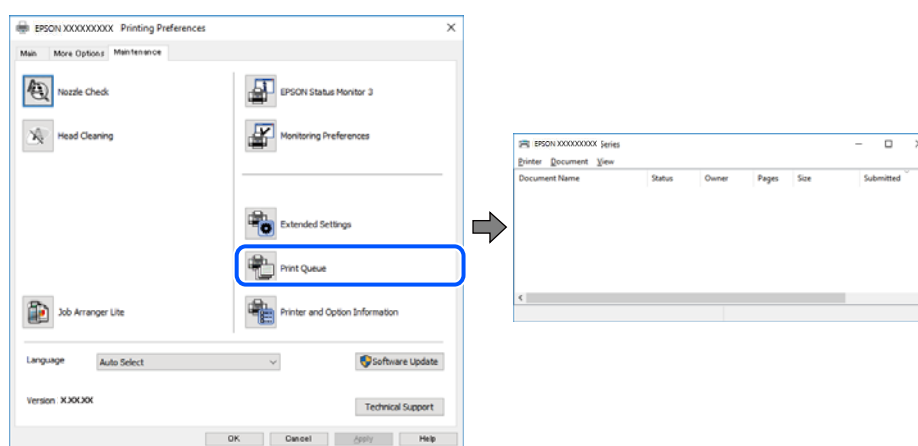 EPSON XXXXXXXXX Printing Preferences
Main More Options Maintenance
Nozzle Check
EPSON Status Monitor 3
Head Cleaning
Monitoring Preferences
Extended Settings
Print Queue
Job Arranger Lite
Printer and Option Information
Language Auto Select
Software Update
Version X.XX.XX
Technical Support
OK Cancel Apply Help
EPSON XXXXXXXXXX Series
Printer Document View
Document Name Status Owner Pages Size Submitted